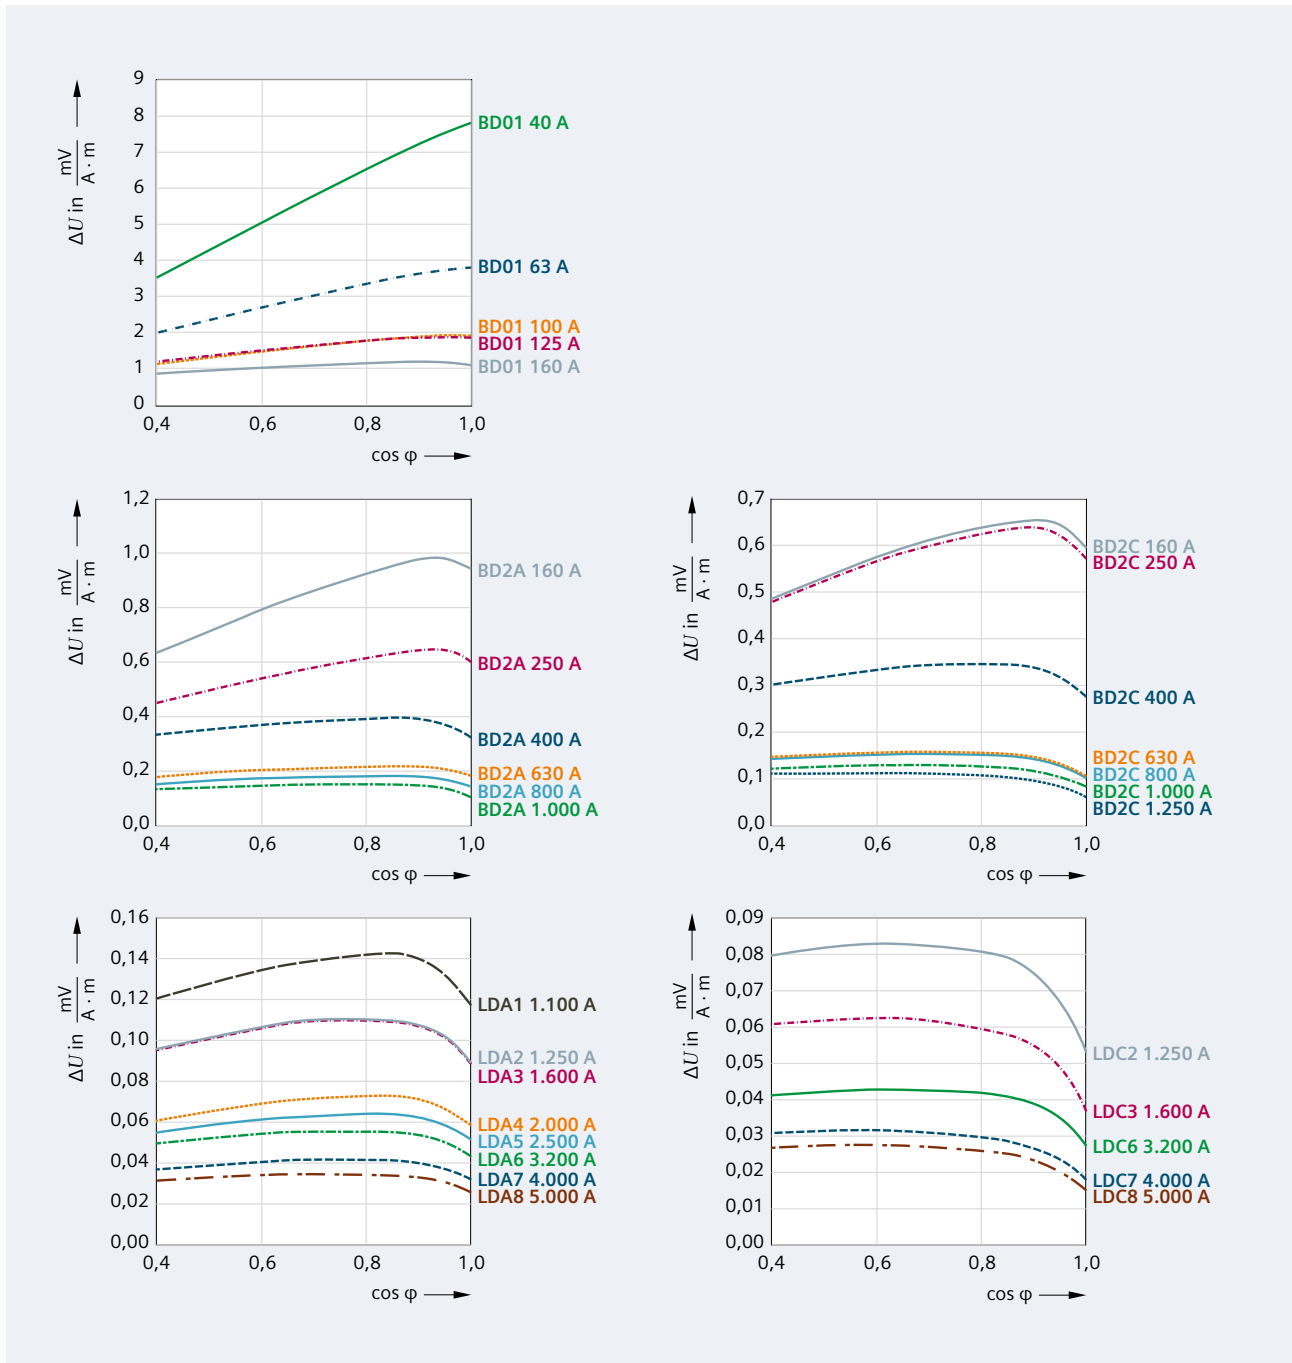 9
8
7
6
5
4
3
2
1
0
ΔU in mV / A · m
0,4 0,6 0,8 1,0
cos φ
BD01 40 A
BD01 63 A
BD01 100 A
BD01 125 A
BD01 160 A
1,2
1,0
0,8
0,6
0,4
0,2
0,0
ΔU in mV / A · m
0,4 0,6 0,8 1,0
cos φ
BD2A 160 A
BD2A 250 A
BD2A 400 A
BD2A 630 A
BD2A 800 A
BD2A 1.000 A
0,7
0,6
0,5
0,4
0,3
0,2
0,1
0,0
ΔU in mV / A · m
0,4 0,6 0,8 1,0
cos φ
BD2C 160 A
BD2C 250 A
BD2C 400 A
BD2C 630 A
BD2C 800 A
BD2C 1.000 A
BD2C 1.250 A
0,16
0,14
0,12
0,10
0,08
0,06
0,04
0,02
0,00
ΔU in mV / A · m
0,4 0,6 0,8 1,0
cos φ
LDA1 1.100 A
LDA2 1.250 A
LDA3 1.600 A
LDA4 2.000 A
LDA5 2.500 A
LDA6 3.200 A
LDA7 4.000 A
LDA8 5.000 A
0,09
0,08
0,07
0,06
0,05
0,04
0,03
0,02
0,01
0,00
ΔU in mV / A · m
0,4 0,6 0,8 1,0
cos φ
LDC2 1.250 A
LDC3 1.600 A
LDC6 3.200 A
LDC7 4.000 A
LDC8 5.000 A